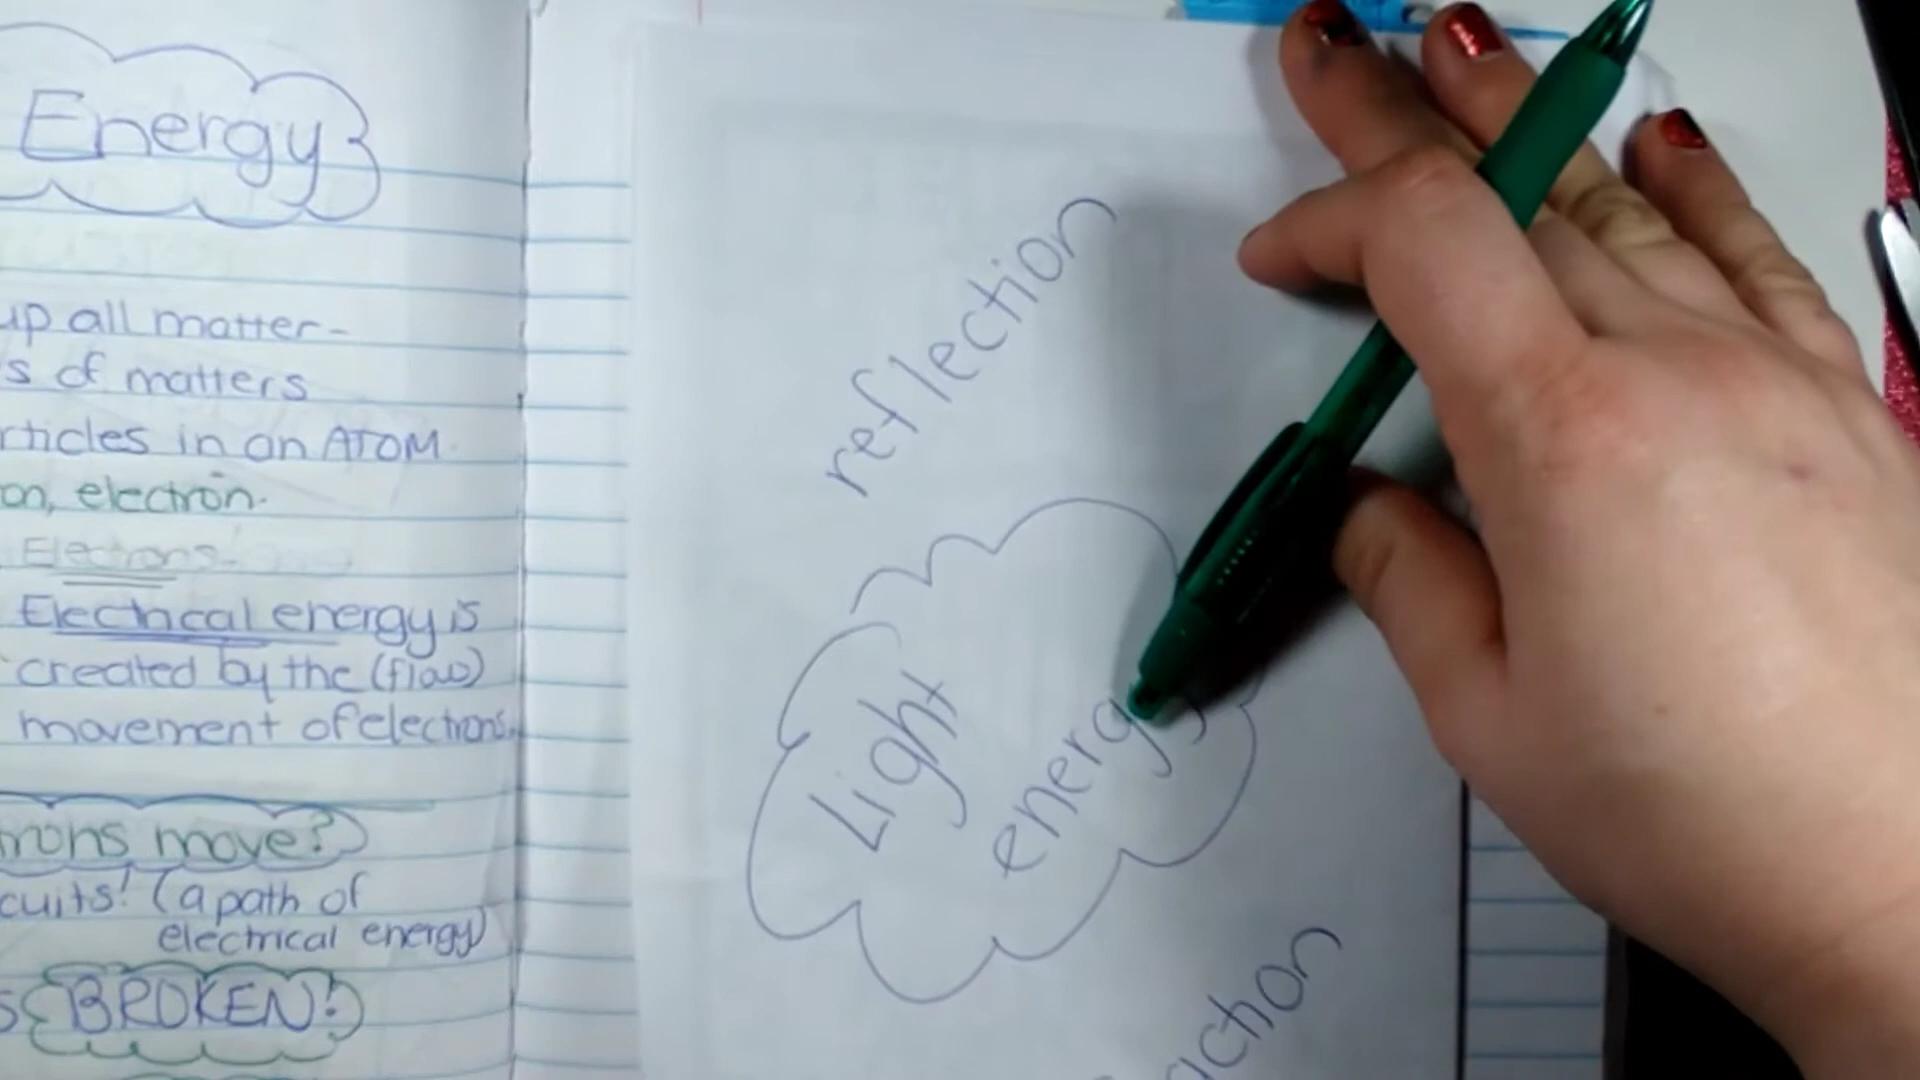 Energy
up all matter-
s of matters
rticles in an ATOM.
on, electron.
Electrons-
Electrical energy is
created by the (flow)
movement of electrons.
trons move?
cuits! (a path of
electrical energy)
s BROKEN!
reflection
Light
energy
action